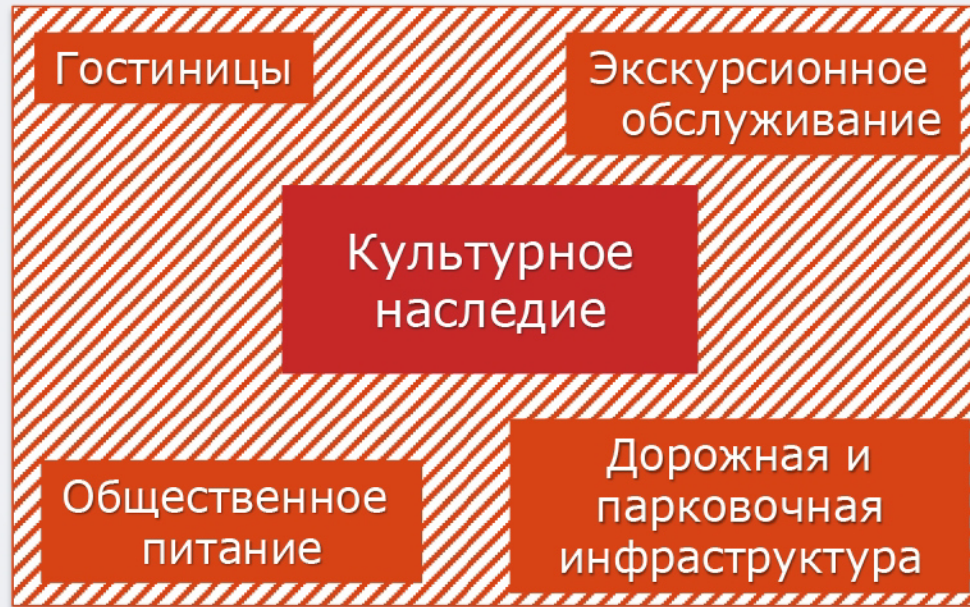 Гостиницы
Экскурсионное
обслуживание
Культурное
наследие
Общественное
питание
Дорожная и
парковочная
инфраструктура